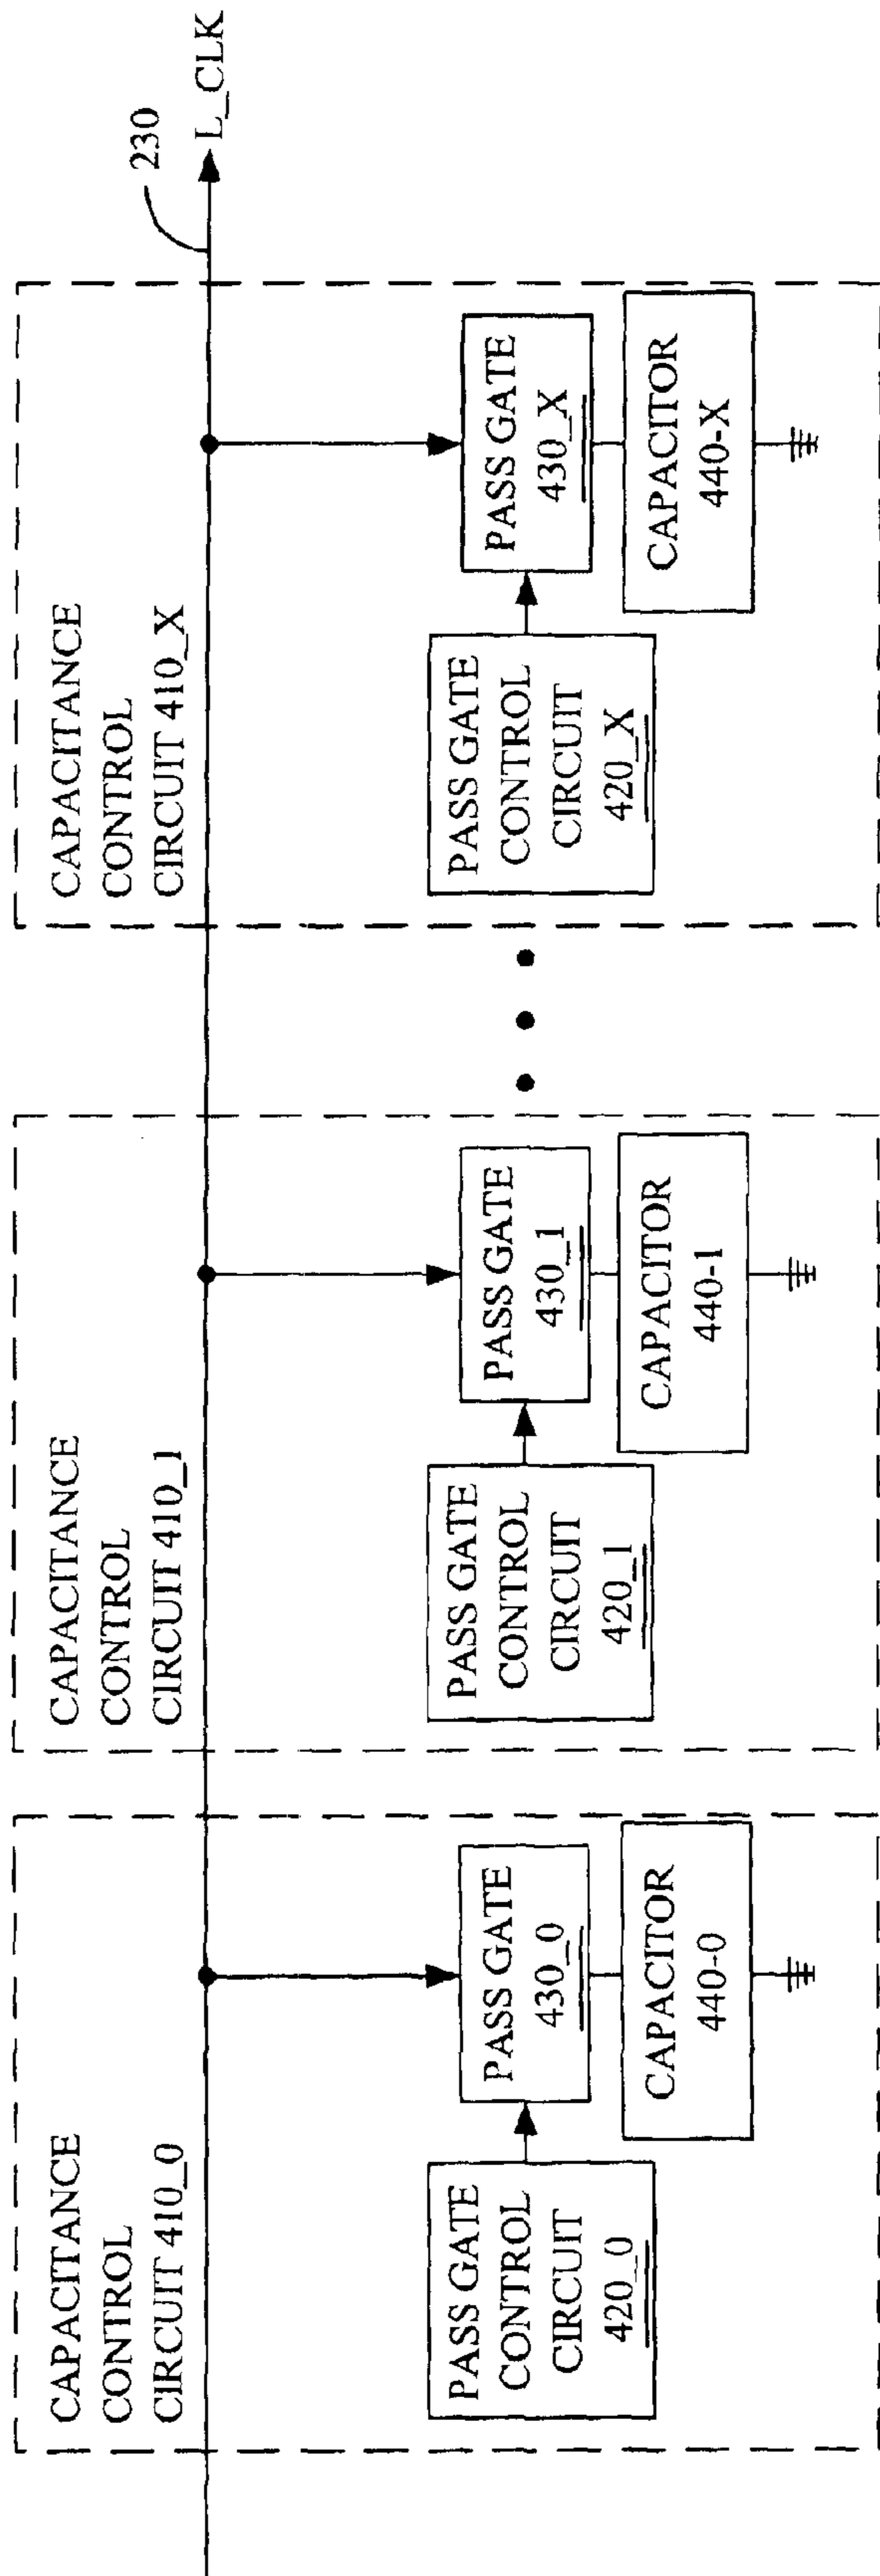 CAPACITANCE
CONTROL
CIRCUIT 410_0
PASS GATE
CONTROL
CIRCUIT
420_0
PASS GATE
430_0
CAPACITOR
440-0
CAPACITANCE
CONTROL
CIRCUIT 410_1
PASS GATE
CONTROL
CIRCUIT
420_1
PASS GATE
430_1
CAPACITOR
440-1
CAPACITANCE
CONTROL
CIRCUIT 410_X
PASS GATE
CONTROL
CIRCUIT
420_X
PASS GATE
430_X
CAPACITOR
440-X
230
L_CLK